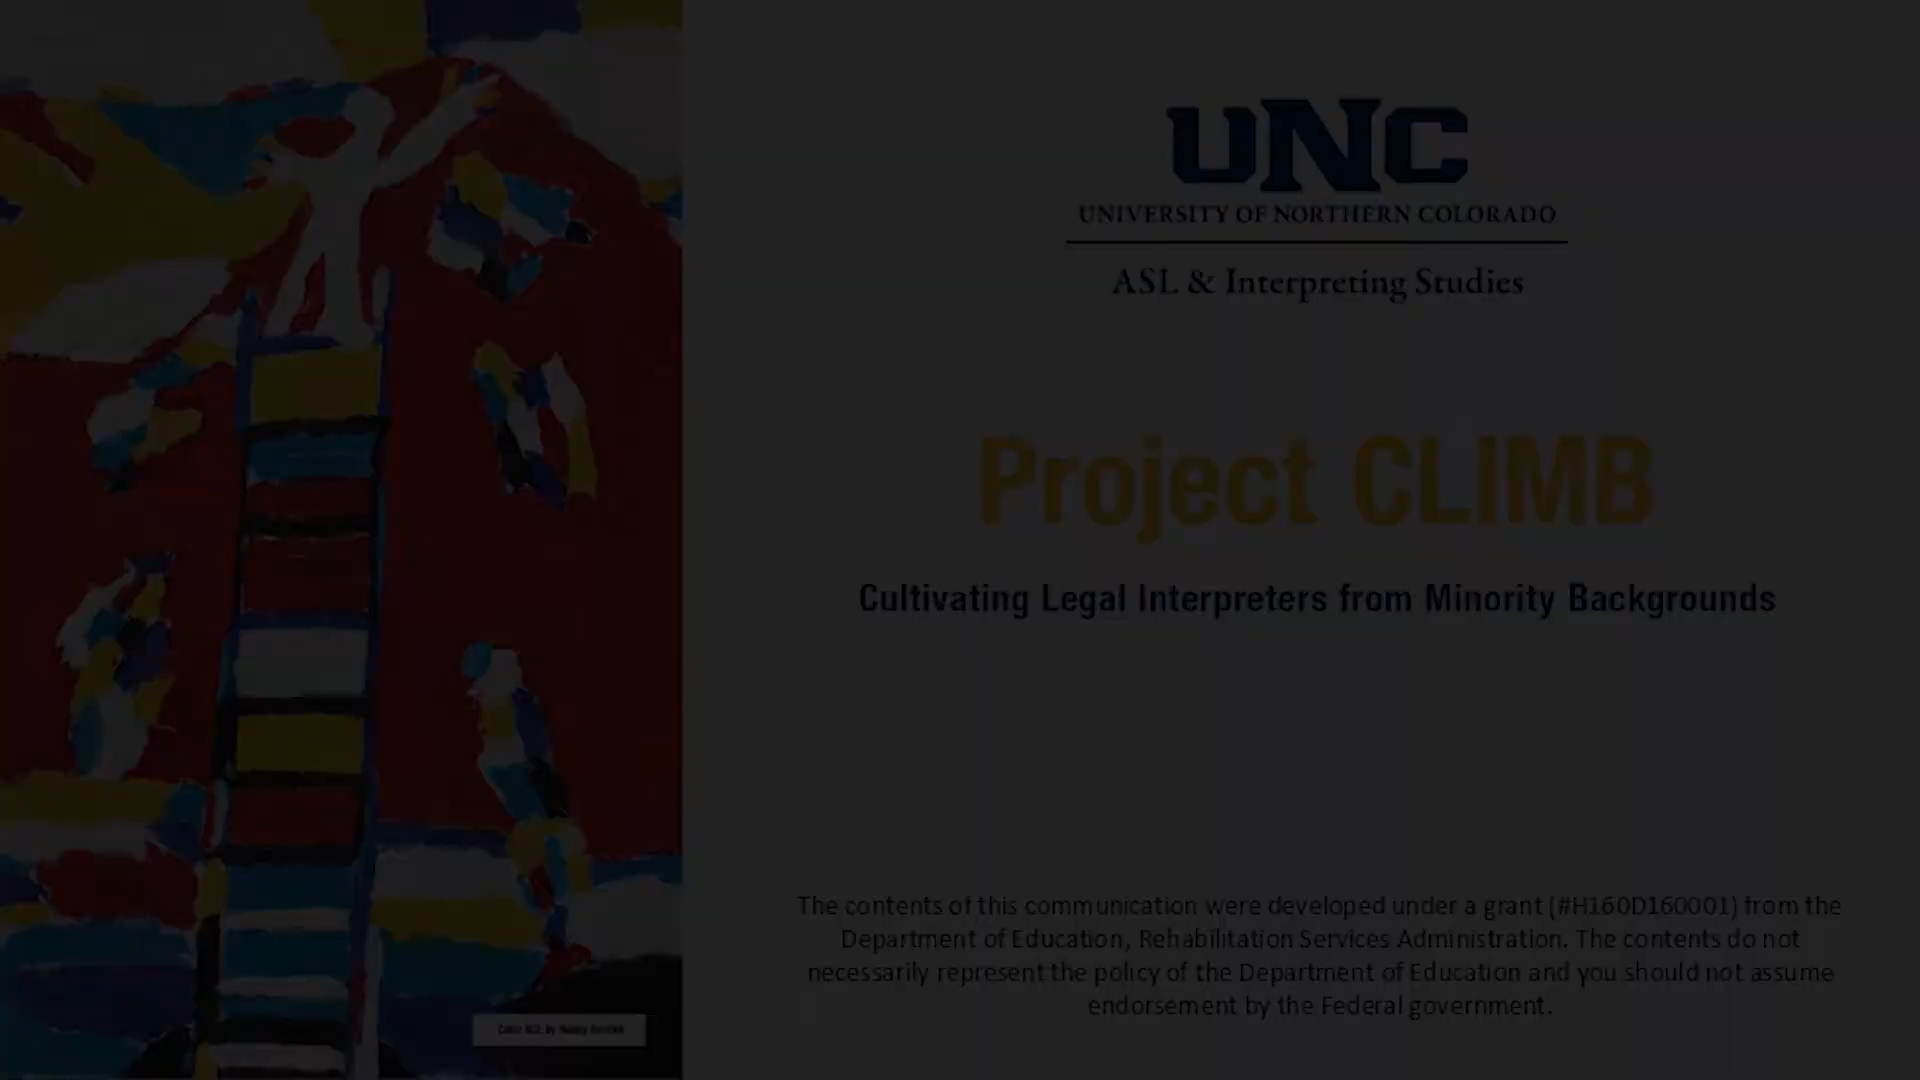 UNC
UNIVERSITY OF NORTHERN COLORADO
ASL & Interpreting Studies
Project CLIMB
Cultivating Legal Interpreters from Minority Backgrounds
The contents of this communication were developed under a grant (#H160D160001) from the
Department of Education, Rehabilitation Services Administration. The contents do not
necessarily represent the policy of the Department of Education and you should not assume
endorsement by the Federal government.
By Nancy